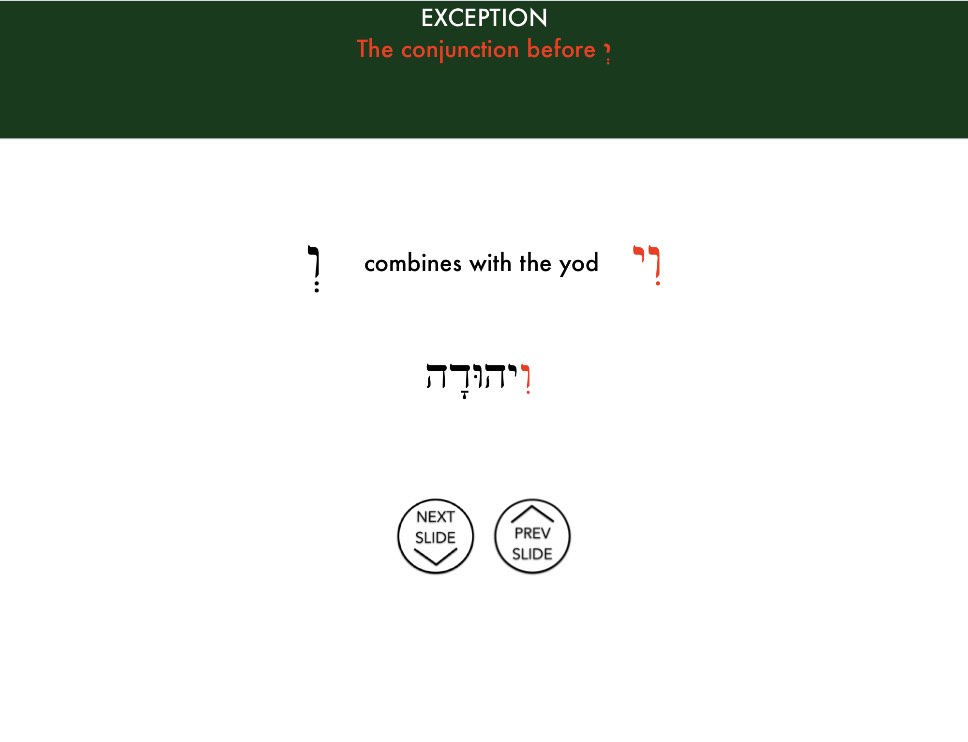 EXCEPTION
The conjunction before יְ
וְ combines with the yod וִי
וִיהוּדָה
NEXT
SLIDE
PREV
SLIDE